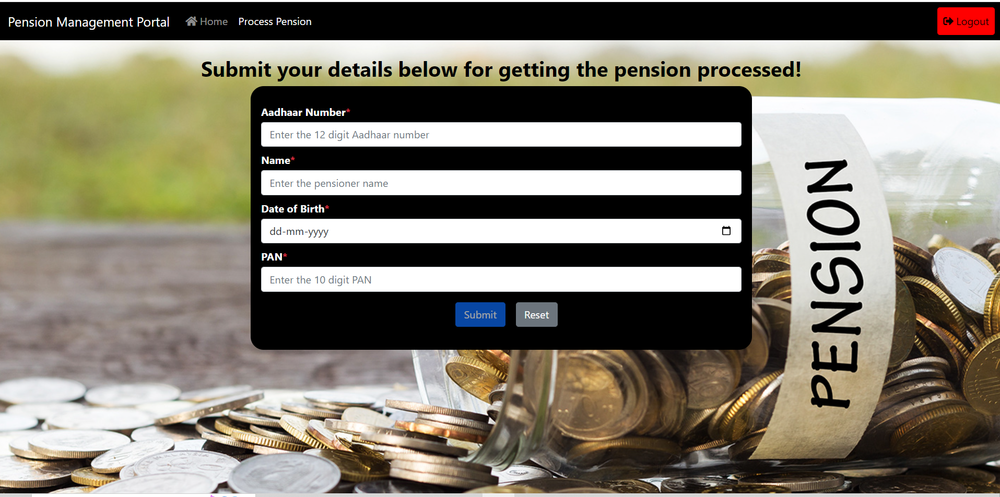 Pension Management Portal Home Process Pension Logout
Submit your details below for getting the pension processed!
Aadhaar Number*
Enter the 12 digit Aadhaar number
Name*
Enter the pensioner name
Date of Birth*
dd-mm-yyyy
PAN*
Enter the 10 digit PAN
Submit Reset
PENSION